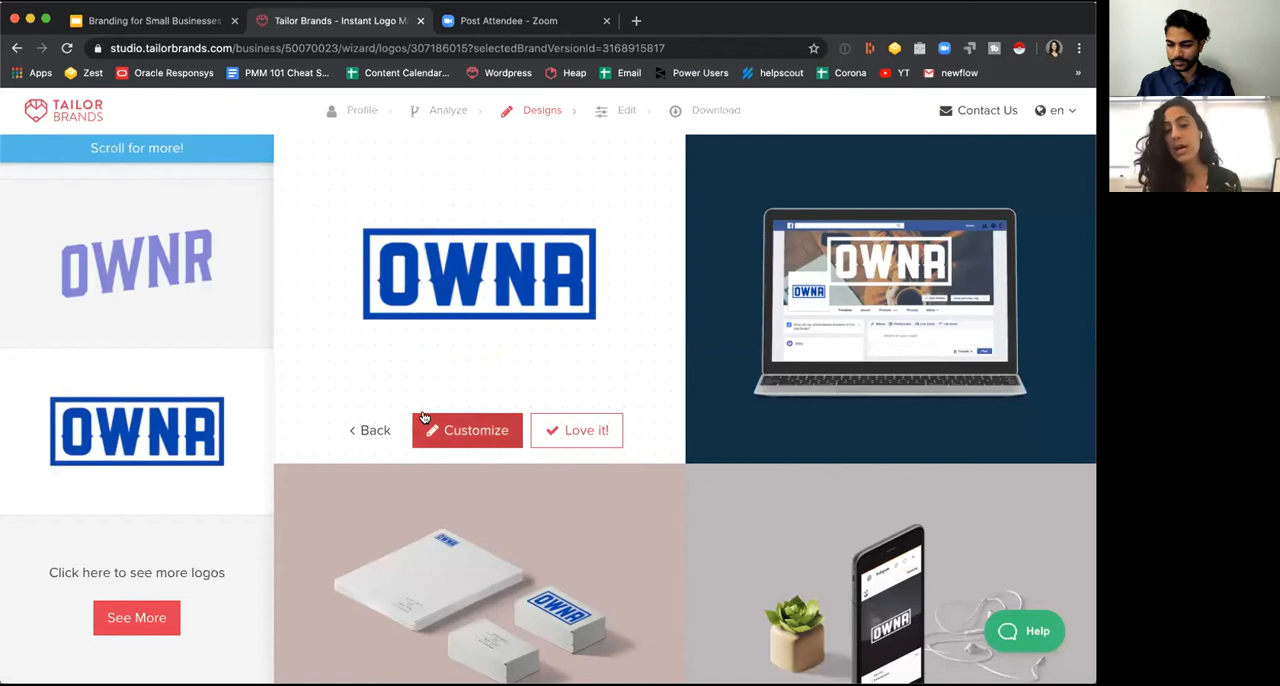 Branding for Small Businesses
Tailor Brands - Instant Logo M
Post Attendee - Zoom
studio.tailorbrands.com/business/50070023/wizard/logos/307186015?selectedBrandVersionId=3168915817
Apps
Zest
Oracle Responsys
PMM 101 Cheat S...
Content Calendar...
Wordpress
Heap
Email
Power Users
helpscout
Corona
YT
newflow
»
TAILOR
BRANDS
Profile
Analyze
Designs
Edit
Download
Contact Us
en
Scroll for more!
OWNR
OWNR
Click here to see more logos
See More
OWNR
Back
Customize
Love it!
OWNR
OWNR
OWNR
OWNR
OWNR
Help